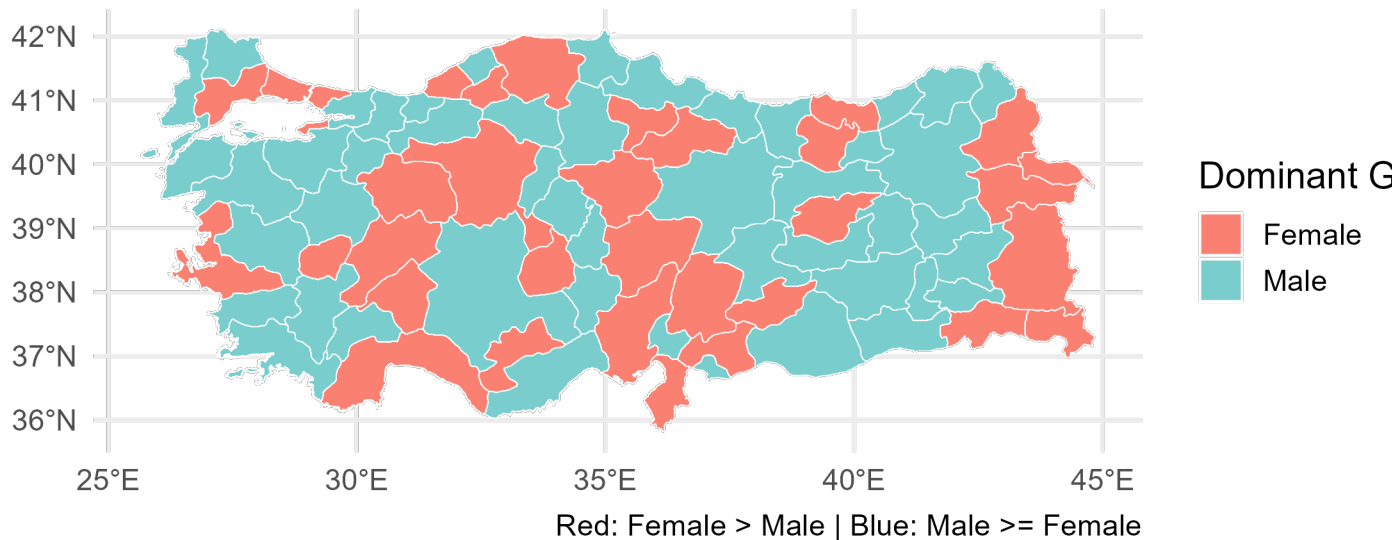 42°N
41°N
40°N
39°N
38°N
37°N
36°N
25°E 30°E 35°E 40°E 45°E
Dominant G
Female
Male
Red: Female > Male | Blue: Male >= Female